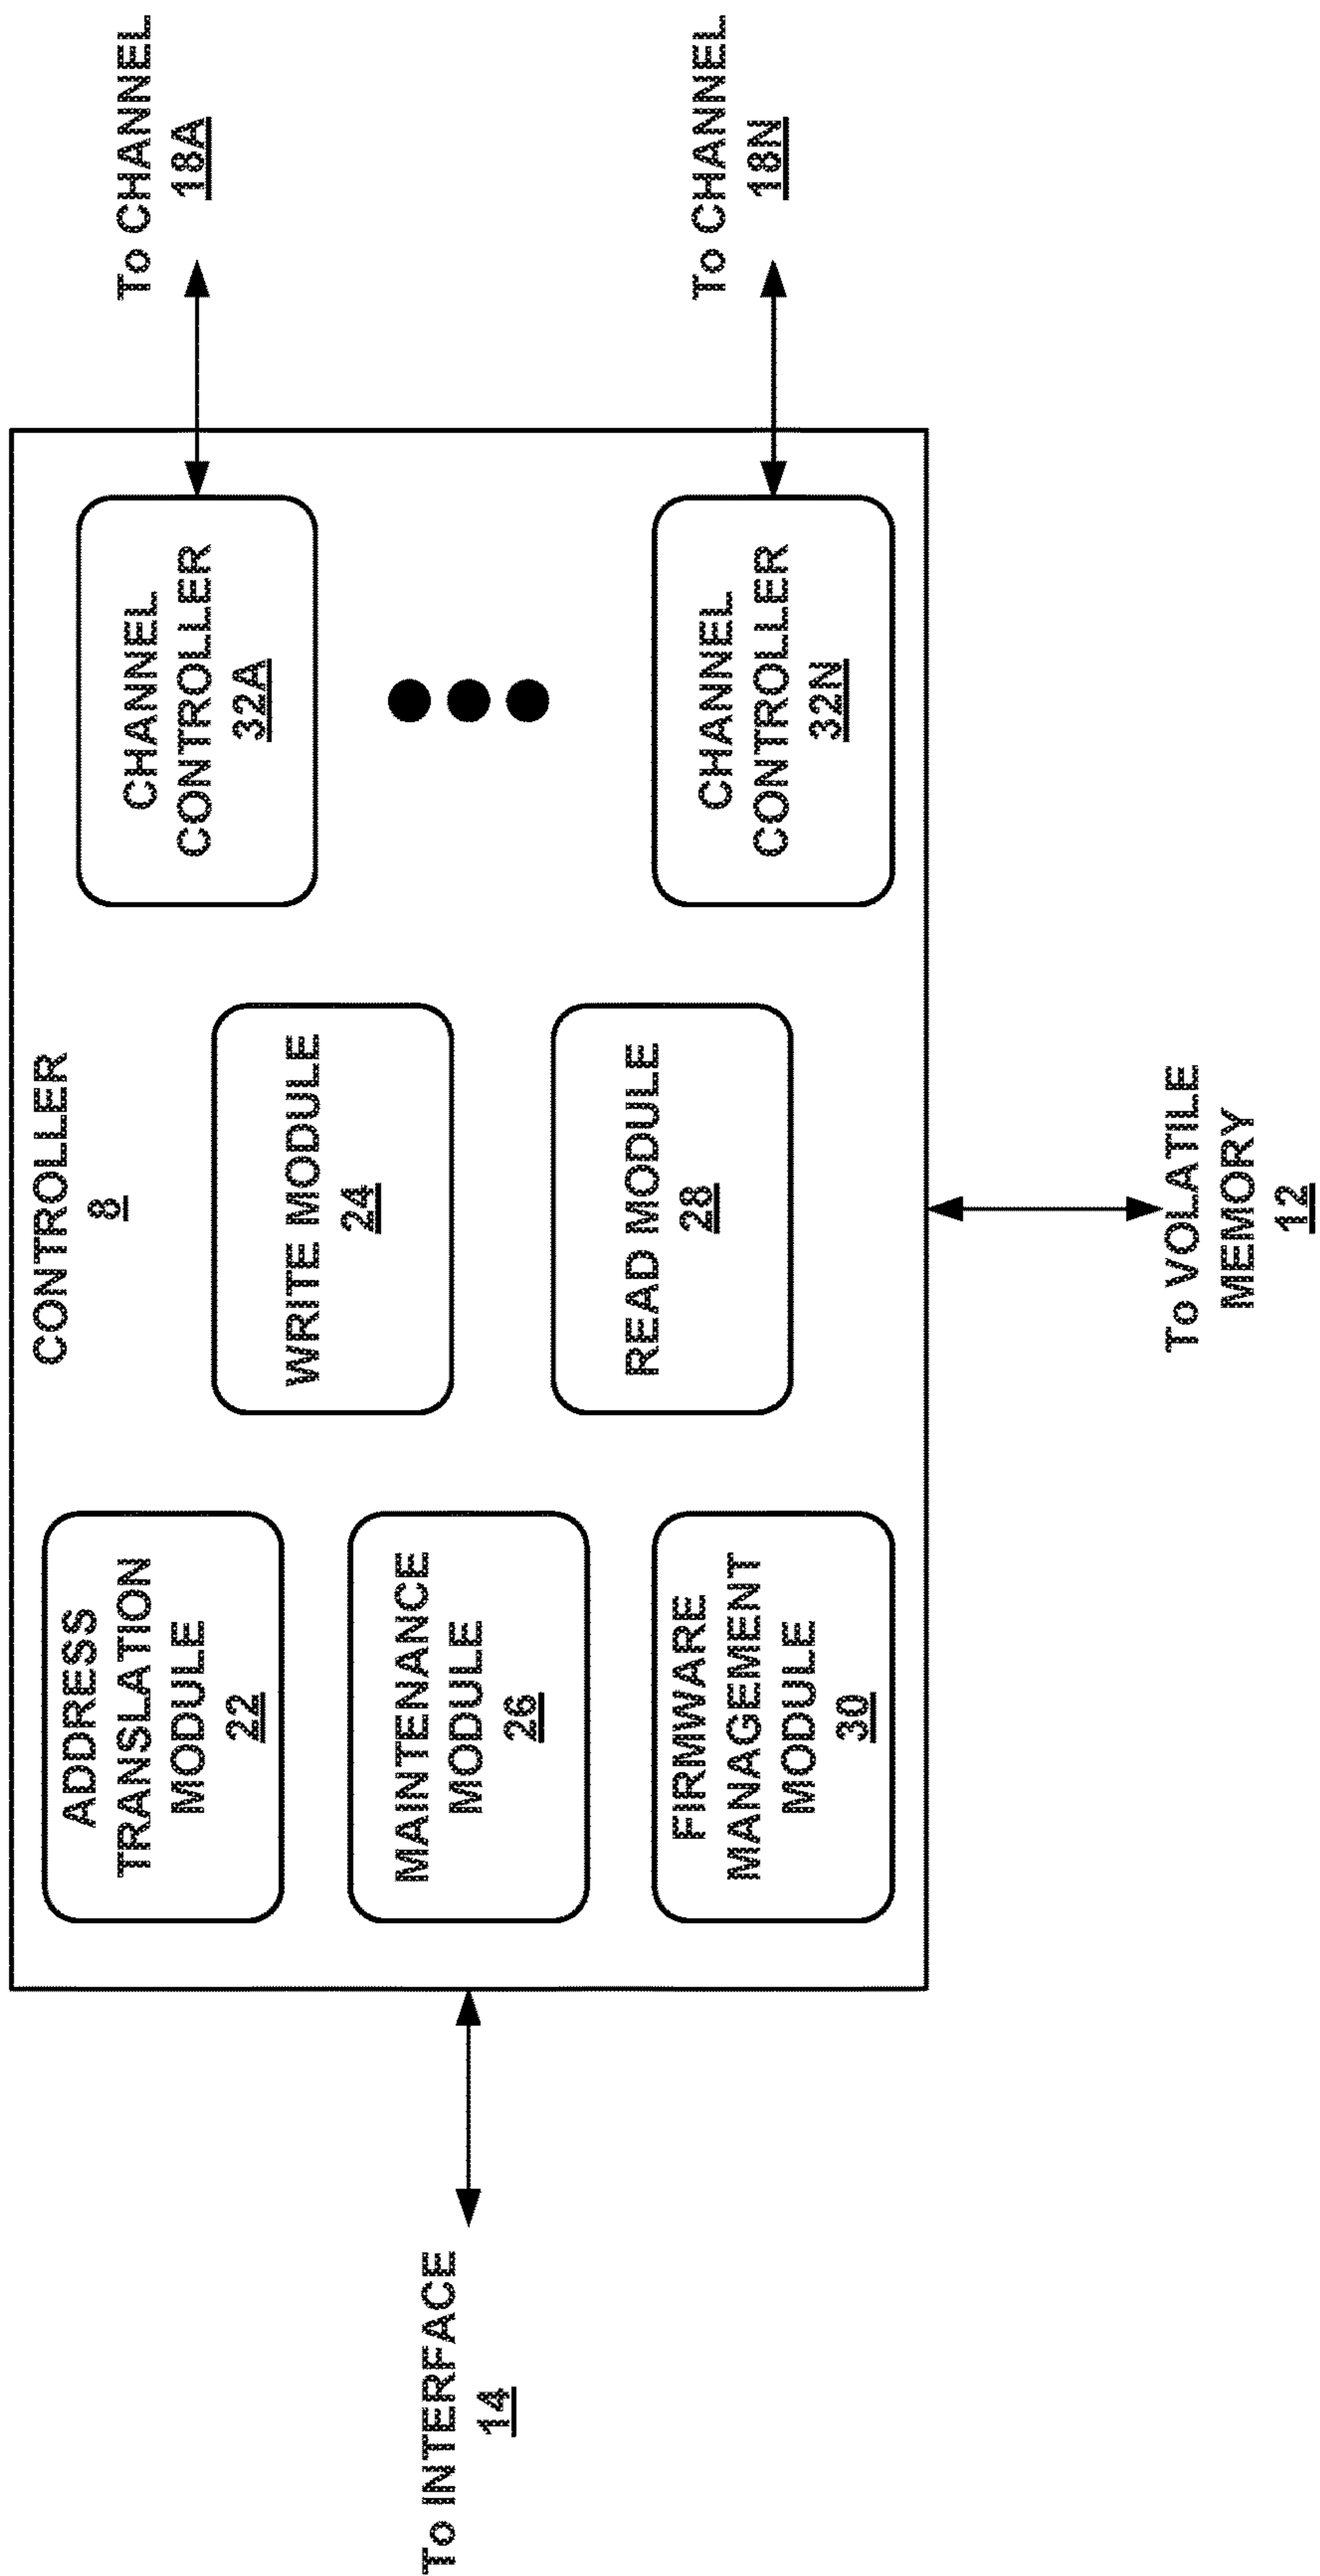 CONTROLLER
8
ADDRESS
TRANSLATION
MODULE
22
MAINTENANCE
MODULE
26
FIRMWARE
MANAGEMENT
MODULE
30
WRITE MODULE
24
READ MODULE
28
CHANNEL
CONTROLLER
32A
CHANNEL
CONTROLLER
32N
To INTERFACE
14
To CHANNEL
18A
To CHANNEL
18N
To VOLATILE
MEMORY
12